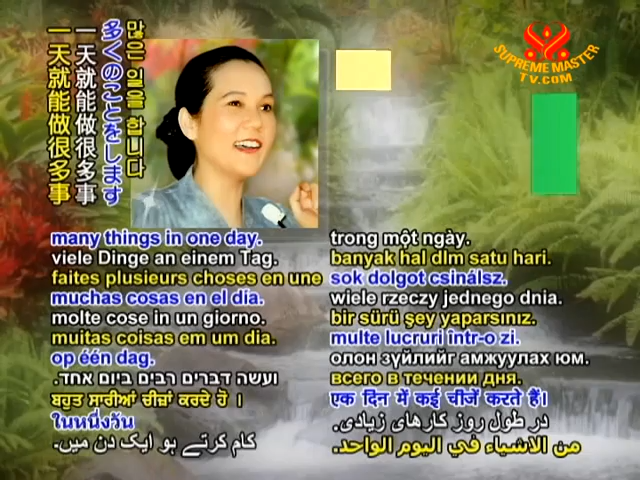 많은 일을 합니다
多くのことをします
一天就能做很多事
一天就能做很多事
SUPREME MASTER
TV.COM
many things in one day.
viele Dinge an einem Tag.
faites plusieurs choses en une
muchas cosas en el día.
molte cose in un giorno.
muitas coisas em um dia.
op één dag.
ועשה דברים רבים ביום אחד.
ਬਹੁਤ ਸਾਰੀਆਂ ਚੀਜ਼ਾਂ ਕਰਦੇ ਹੋ ।
ในหนึ่งวัน
کام کرتے ہو ایک دن میں.
trong một ngày.
banyak hal dlm satu hari.
sok dolgot csinálsz.
wiele rzeczy jednego dnia.
bir sürü şey yaparsınız.
multe lucruri într-o zi.
олон зүйлийг амжуулах юм.
всего в течении дня.
एक दिन में कई चीजें करते हैं।
در طول روز کارهای زیادی.
من الاشياء في اليوم الواحد.